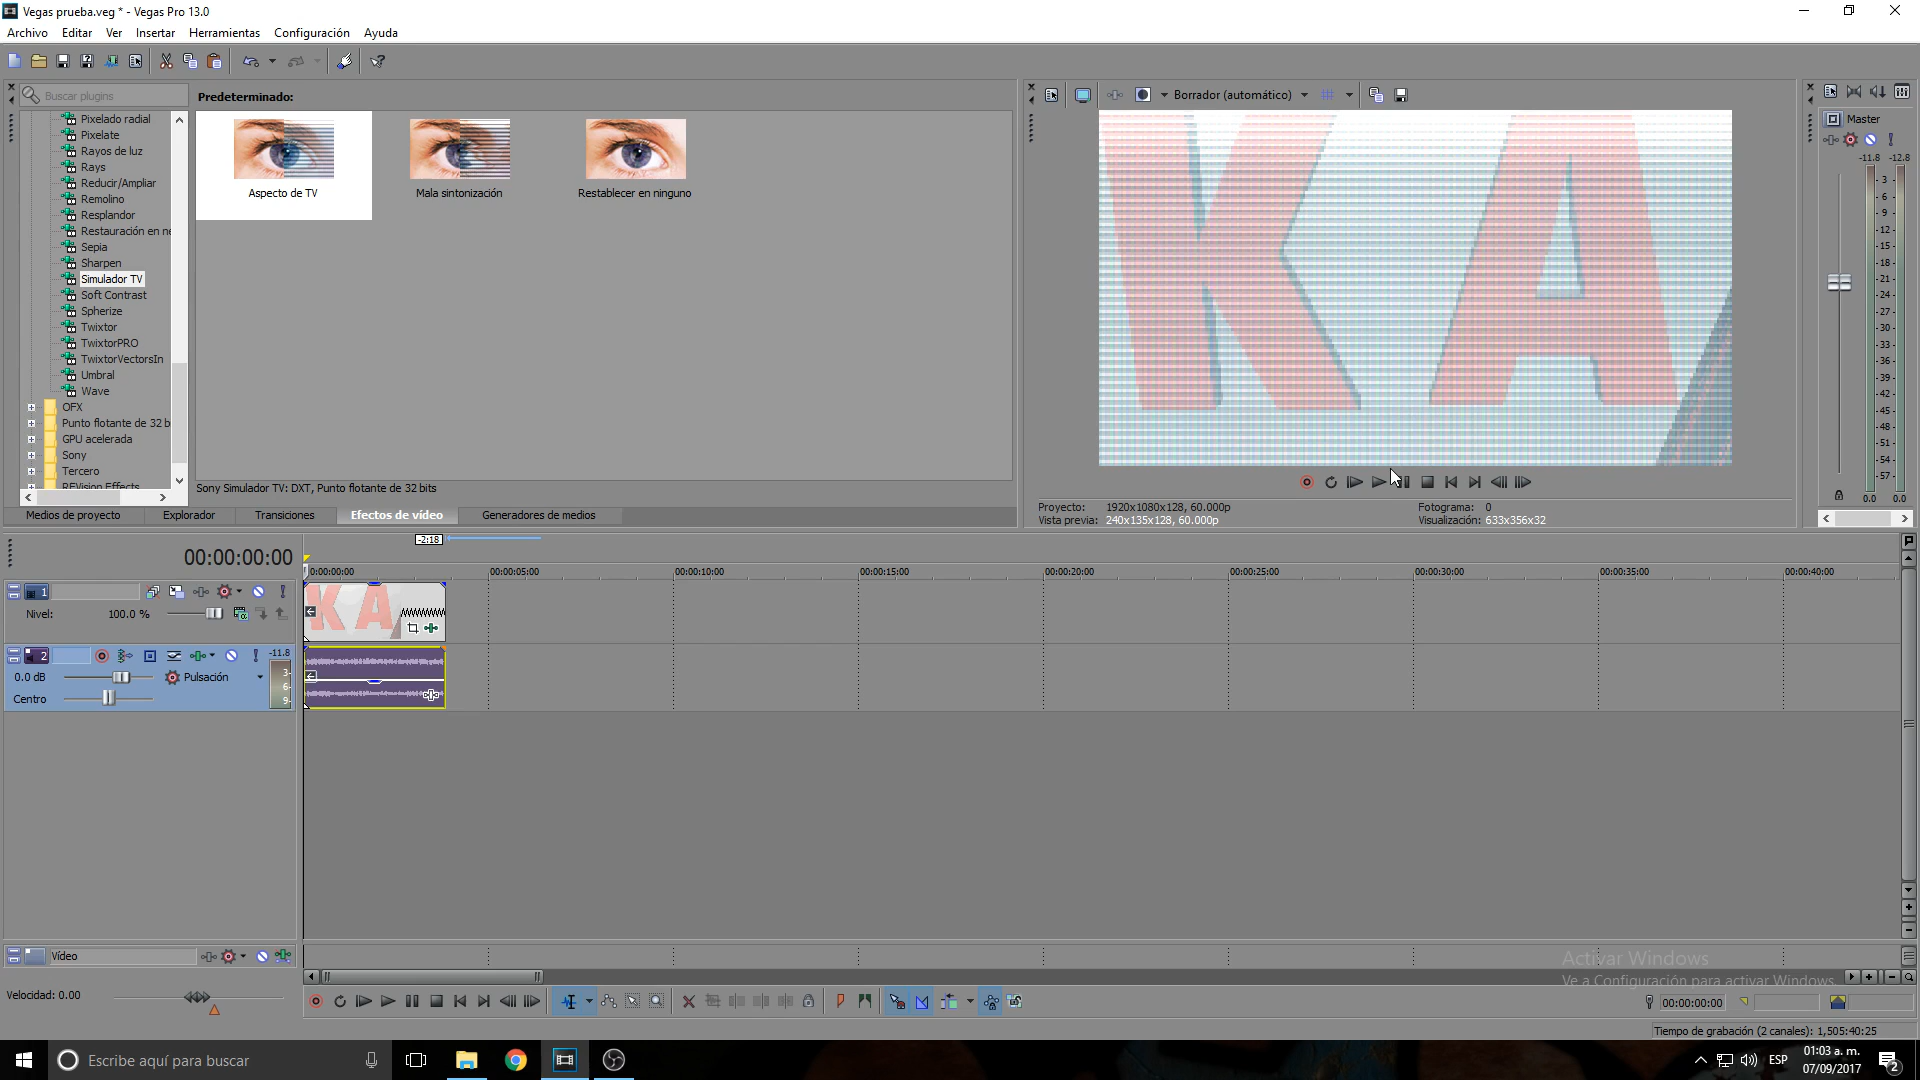 Vegas prueba.veg * - Vegas Pro 13.0
Archivo Editar Ver Insertar Herramientas Configuración Ayuda
Buscar plugins
Predeterminado:
Pixelado radial
Pixelate
Rayos de luz
Rays
Reducir/Ampliar
Remolino
Resplandor
Restauración en ne
Sepia
Sharpen
Simulador TV
Soft Contrast
Spherize
Twixtor
TwixtorPRO
TwixtorVectorsIn
Umbral
Wave
OFX
Punto flotante de 32 b
GPU acelerada
Sony
Tercero
REVision Effects
Aspecto de TV
Mala sintonización
Restablecer en ninguno
Sony Simulador TV: DXT, Punto flotante de 32 bits
Medios de proyecto Explorador Transiciones Efectos de vídeo Generadores de medios
Borrador (automático)
KA
Proyecto: 1920x1080x128, 60.000p
Vista previa: 240x135x128, 60.000p
Fotograma: 0
Visualización: 633x356x32
Master
-11.8 -12.8
- 3 -
- 6 -
- 9 -
-12-
-15-
-18-
-21-
-24-
-27-
-30-
-33-
-36-
-39-
-42-
-45-
-48-
-51-
-54-
-57-
0.0 0.0
00:00:00:00
-2:18
0:00:00:00 00:00:05:00 00:00:10:00 00:00:15:00 00:00:20:00 00:00:25:00 00:00:30:00 00:00:35:00 00:00:40:00
1
Nivel: 100.0 %
KA
2
-11.8
0.0 dB
Pulsación
3-
6-
9-
Centro
Vídeo
Velocidad: 0.00
Activar Windows
Ve a Configuración para activar Windows.
00:00:00:00
Tiempo de grabación (2 canales): 1,505:40:25
Escribe aquí para buscar
ESP
01:03 a. m.
07/09/2017
2